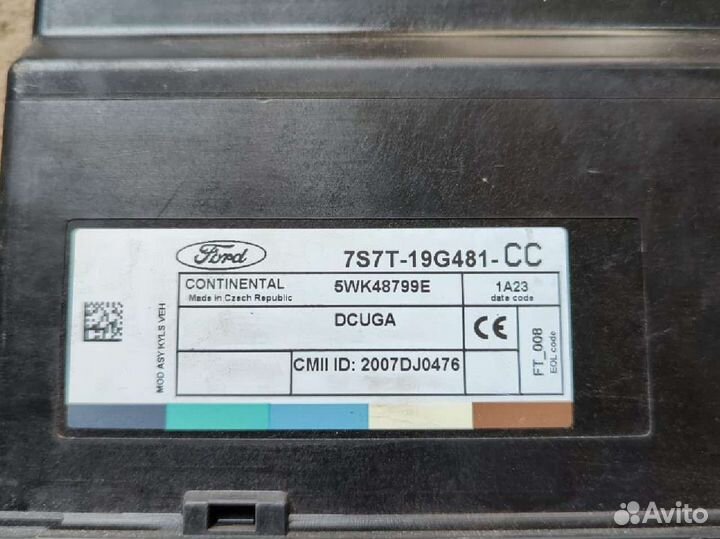 Ford
7S7T-19G481-CC
CONTINENTAL
Made in Czech Republic
5WK48799E
1A23
date code
DCUGA
CMII ID: 2007DJ0476
CE
FT_008
EOL code
MOD ASY KYLS VEH
Avito